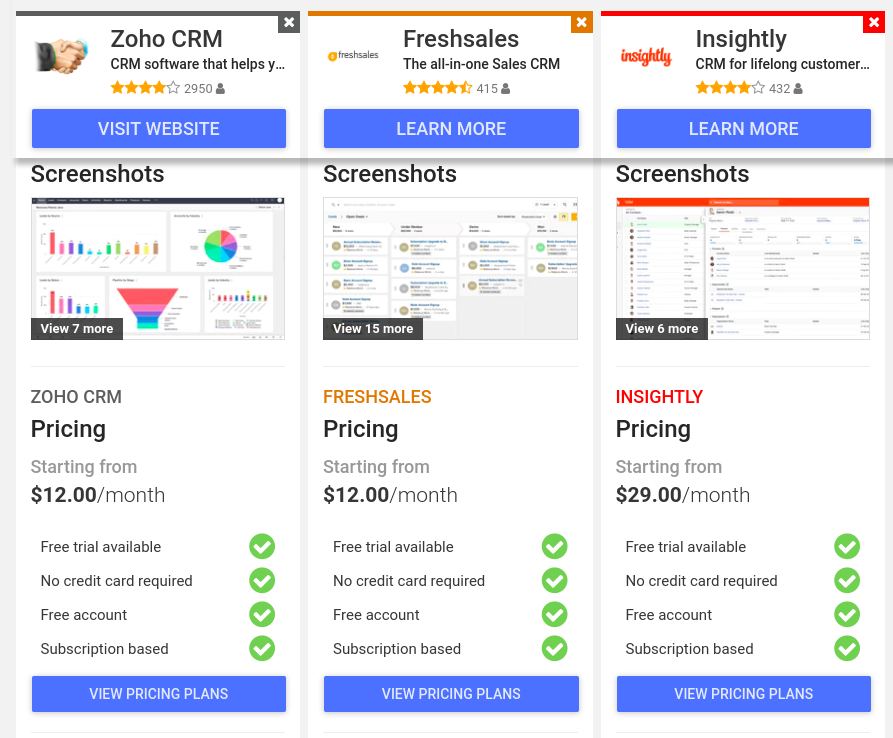 Zoho CRM
CRM software that helps y...
2950
VISIT WEBSITE
Screenshots
View 7 more
ZOHO CRM
Pricing
Starting from
$12.00/month
Free trial available
No credit card required
Free account
Subscription based
VIEW PRICING PLANS
freshsales
Freshsales
The all-in-one Sales CRM
415
LEARN MORE
Screenshots
View 15 more
FRESHSALES
Pricing
Starting from
$12.00/month
Free trial available
No credit card required
Free account
Subscription based
VIEW PRICING PLANS
insightly
Insightly
CRM for lifelong customer...
432
LEARN MORE
Screenshots
View 6 more
INSIGHTLY
Pricing
Starting from
$29.00/month
Free trial available
No credit card required
Free account
Subscription based
VIEW PRICING PLANS